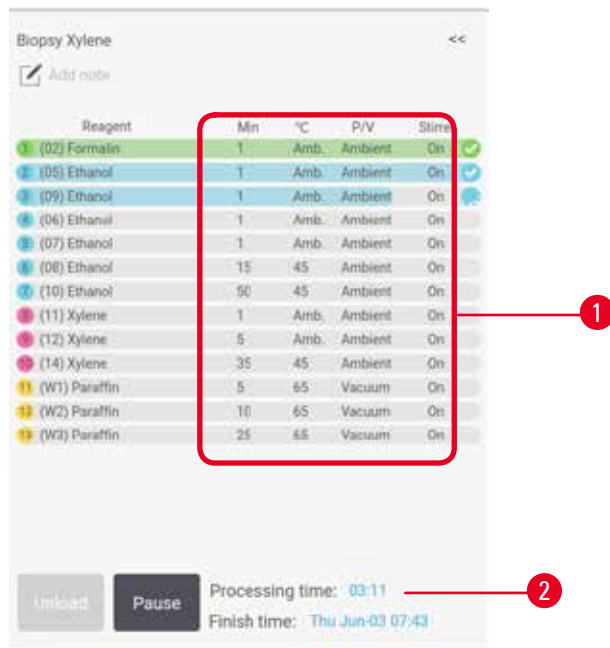 Biopsy Xylene <<
Add note
Reagent Min °C P/V Stirrer
1 (02) Formalin 1 Amb. Ambient On
2 (05) Ethanol 1 Amb. Ambient On
3 (09) Ethanol 1 Amb. Ambient On
4 (06) Ethanol 1 Amb. Ambient On
5 (07) Ethanol 1 Amb. Ambient On
6 (08) Ethanol 15 45 Ambient On
7 (10) Ethanol 50 45 Ambient On
8 (11) Xylene 1 Amb. Ambient On
9 (12) Xylene 5 Amb. Ambient On
10 (14) Xylene 35 45 Ambient On
11 (W1) Paraffin 5 65 Vacuum On
12 (W2) Paraffin 10 65 Vacuum On
13 (W3) Paraffin 25 65 Vacuum On
1
Unload Pause Processing time: 03:11 2
Finish time: Thu Jun-03 07:43